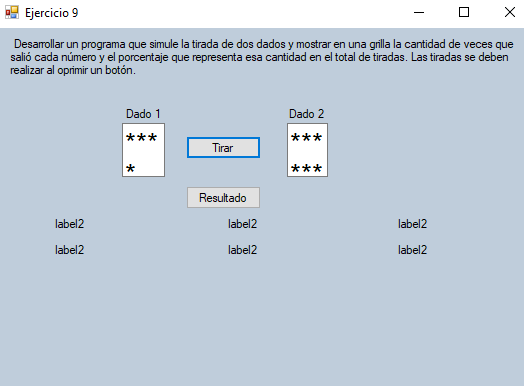 Ejercicio 9
Desarrollar un programa que simule la tirada de dos dados y mostrar en una grilla la cantidad de veces que
salió cada número y el porcentaje que representa esa cantidad en el total de tiradas. Las tiradas se deben
realizar al oprimir un botón.
Dado 1 Dado 2
*** Tirar ***
* ***
Resultado
label2 label2 label2
label2 label2 label2